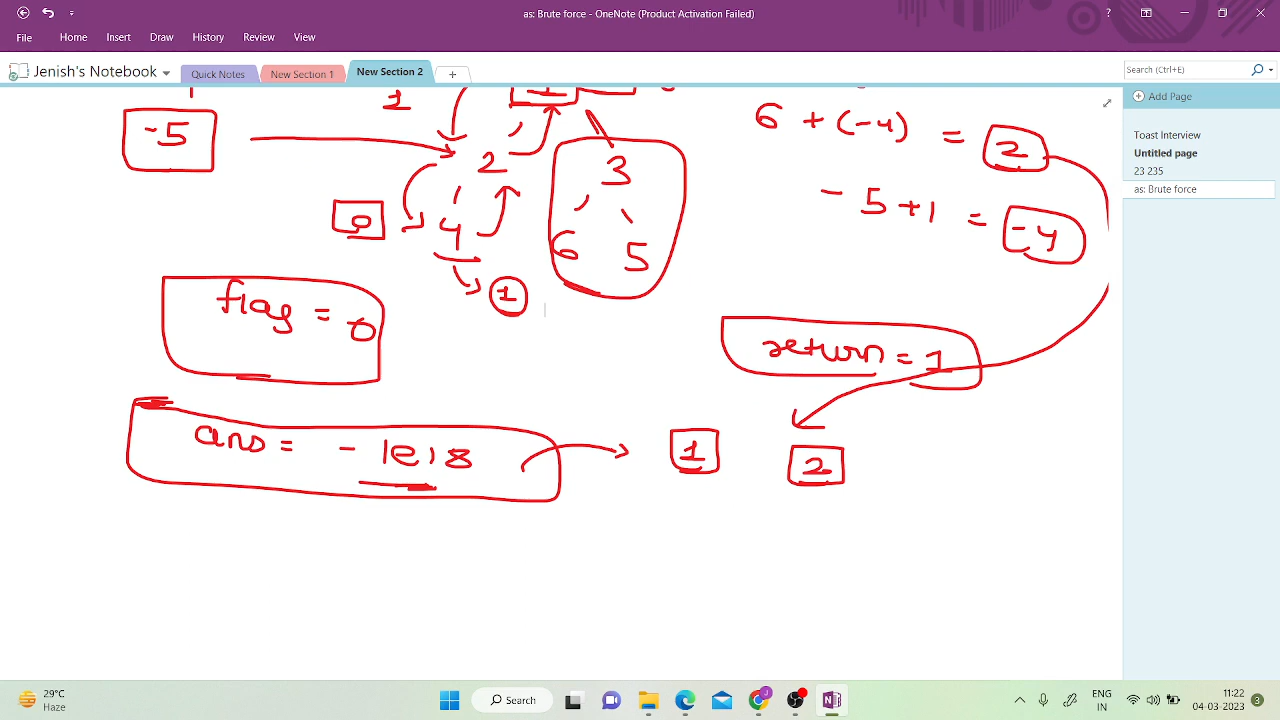 as: Brute force - OneNote (Product Activation Failed)
File Home Insert Draw History Review View
Jenish's Notebook Quick Notes New Section 1 New Section 2
Search (Ctrl+E)
Add Page
Toast Interview
Untitled page
23 235
as: Brute force
1
-5
2
3
0
4
6 5
1
6 + (-4) = 2
- 5 + 1 = -4
flag = 0
return = 1
ans = - 1e18
1
2
29°C
Haze
Search
ENG
IN
11:22
04-03-2023
3